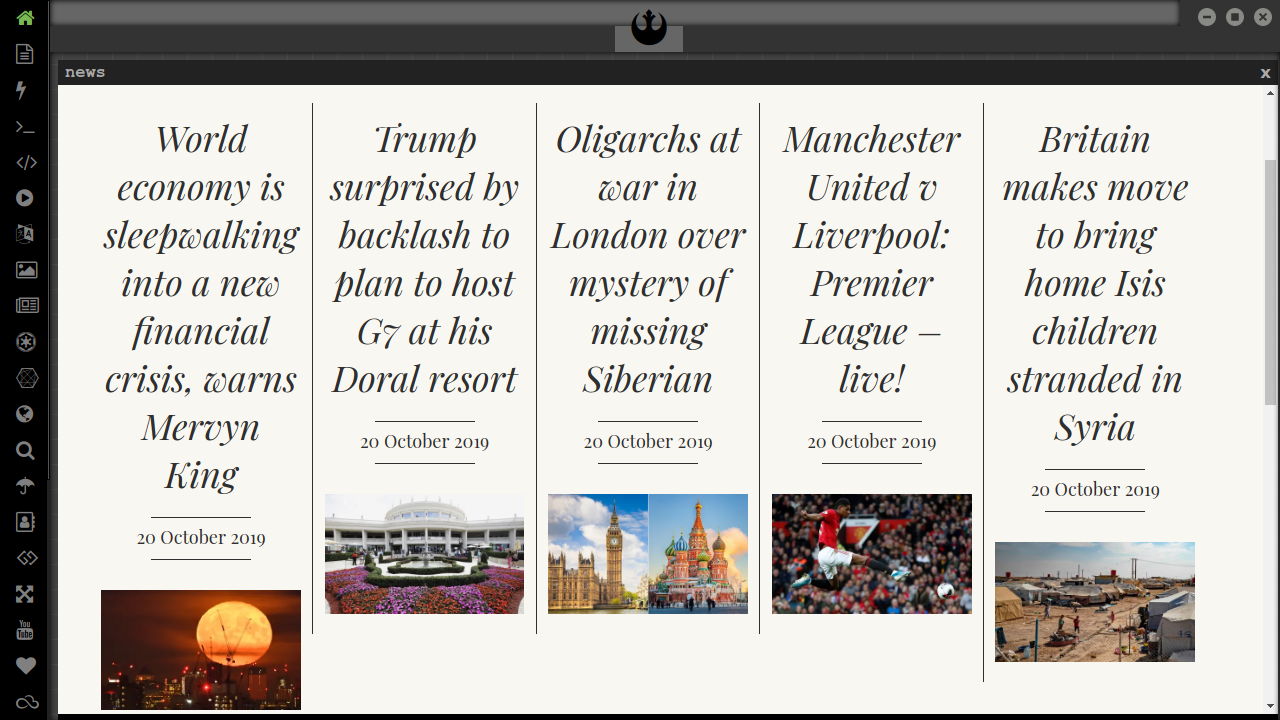 news
x
World
economy is
sleepwalking
into a new
financial
crisis, warns
Mervyn
King
20 October 2019
Trump
surprised by
backlash to
plan to host
G7 at his
Doral resort
20 October 2019
Oligarchs at
war in
London over
mystery of
missing
Siberian
20 October 2019
Manchester
United v
Liverpool:
Premier
League –
live!
20 October 2019
Britain
makes move
to bring
home Isis
children
stranded in
Syria
20 October 2019
You
Tube